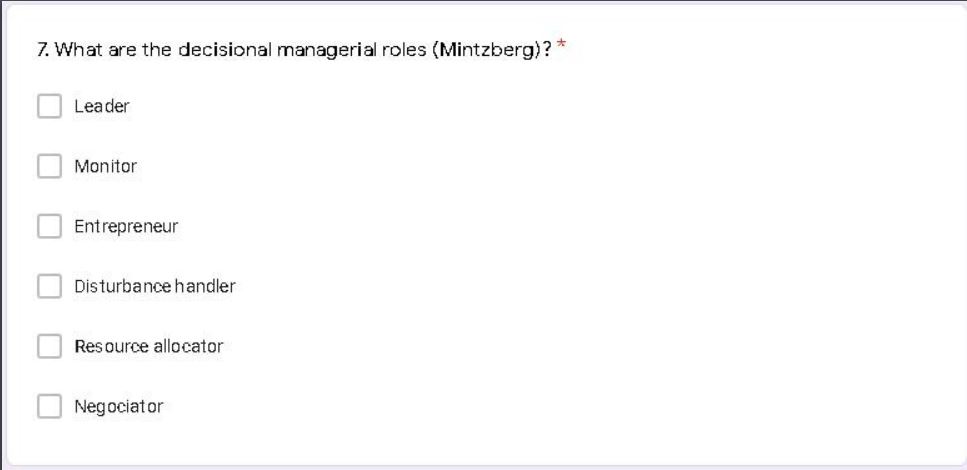 7. What are the decisional managerial roles (Mintzberg)? *
Leader
Monitor
Entrepreneur
Disturbance handler
Resource allocator
Negociator